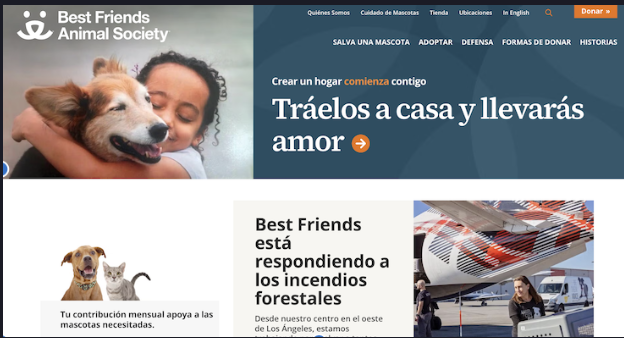 Best Friends
Animal Society
Quiénes Somos Cuidado de Mascotas Tienda Ubicaciones In English Donar »
SALVA UNA MASCOTA ADOPTAR DEFENSA FORMAS DE DONAR HISTORIAS
Crear un hogar comienza contigo
Tráelos a casa y llevarás
amor
Best Friends
está
respondiendo a
los incendios
forestales
Desde nuestro centro en el oeste
de Los Ángeles, estamos
Tu contribución mensual apoya a las
mascotas necesitadas.